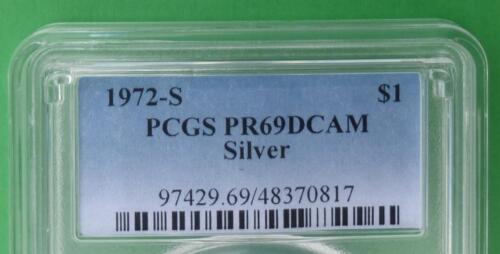 1972-S $1
PCGS PR69DCAM
Silver
97429.69/48370817